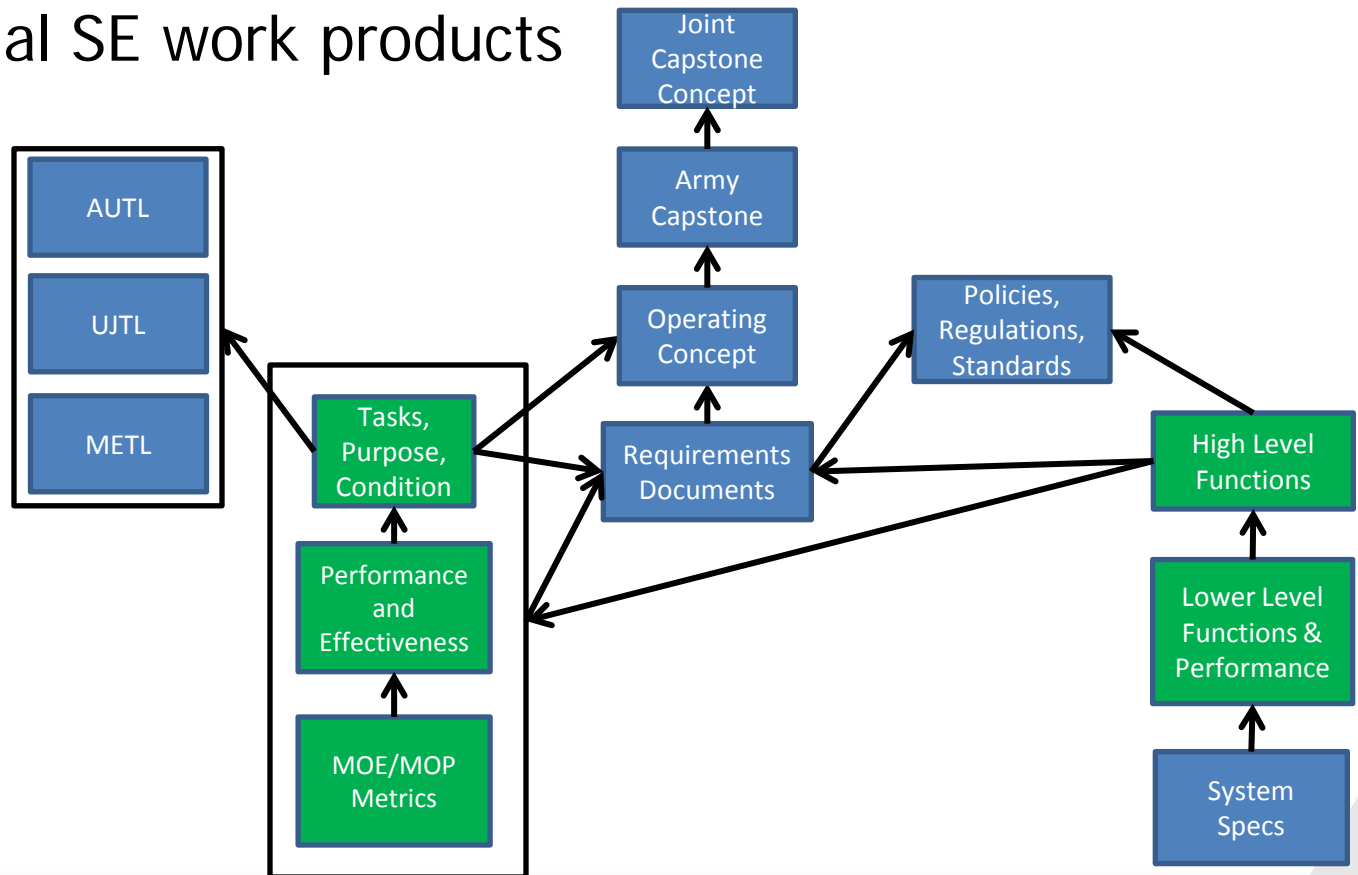 al SE work products
Joint
Capstone
Concept
Army
Capstone
Operating
Concept
Requirements
Documents
AUTL
UJTL
METL
Tasks,
Purpose,
Condition
Performance
and
Effectiveness
MOE/MOP
Metrics
Policies,
Regulations,
Standards
High Level
Functions
Lower Level
Functions &
Performance
System
Specs